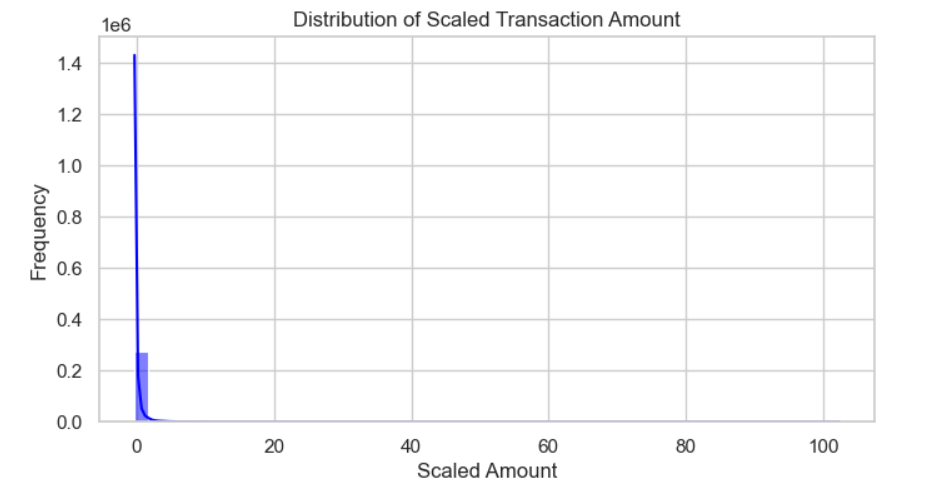 Distribution of Scaled Transaction Amount
1e6
1.4
1.2
1.0
0.8
0.6
0.4
0.2
0.0
Frequency
0 20 40 60 80 100
Scaled Amount